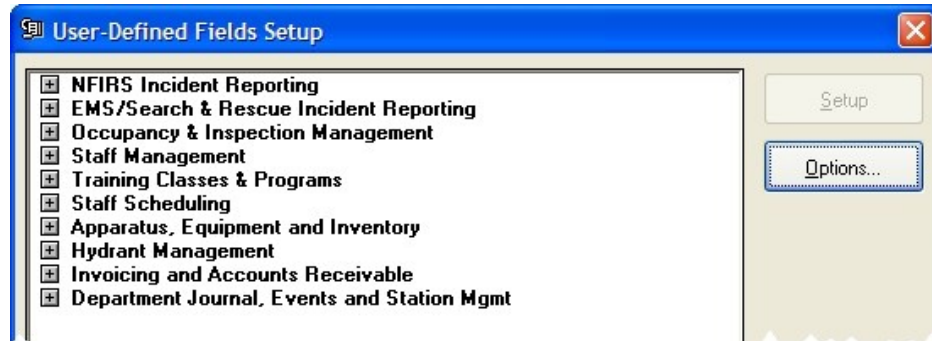 User-Defined Fields Setup
NFIRS Incident Reporting
EMS/Search & Rescue Incident Reporting
Occupancy & Inspection Management
Staff Management
Training Classes & Programs
Staff Scheduling
Apparatus, Equipment and Inventory
Hydrant Management
Invoicing and Accounts Receivable
Department Journal, Events and Station Mgmt
Setup
Options...